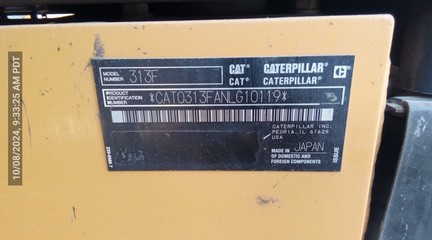 10/08/2024, 9:33:25 AM PDT
MODEL NUMBER 313F
CAT CATERPILLAR
CAT CATERPILLAR
PRODUCT IDENTIFICATION NUMBER *CAT0313FANLG10119*
CATERPILLAR INC.
PEORIA, IL 61629
USA
MADE IN JAPAN
OF DOMESTIC AND
FOREIGN COMPONENTS
ISSUE